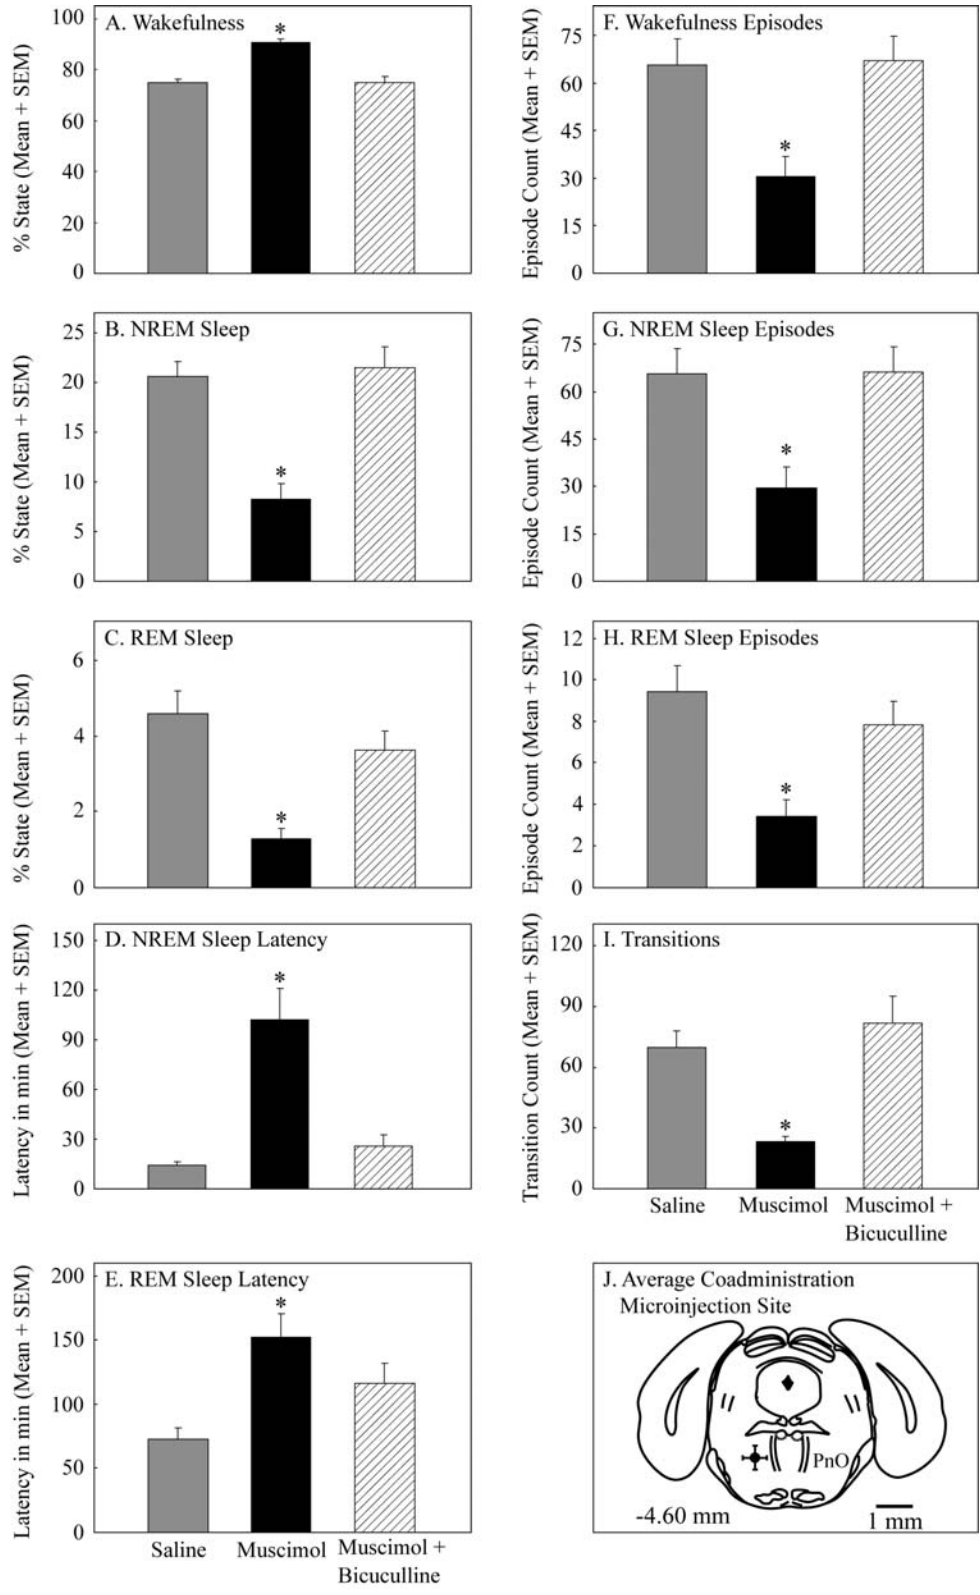 A. Wakefulness
% State (Mean + SEM)
100
80
60
40
20
0
*
B. NREM Sleep
% State (Mean + SEM)
25
20
15
10
5
0
*
C. REM Sleep
% State (Mean + SEM)
6
4
2
0
*
D. NREM Sleep Latency
Latency in min (Mean + SEM)
150
120
90
60
30
0
*
E. REM Sleep Latency
Latency in min (Mean + SEM)
200
150
100
50
0
*
Saline
Muscimol
Muscimol +
Bicuculline
F. Wakefulness Episodes
Episode Count (Mean + SEM)
75
60
45
30
15
0
*
G. NREM Sleep Episodes
Episode Count (Mean + SEM)
75
60
45
30
15
0
*
H. REM Sleep Episodes
Episode Count (Mean + SEM)
12
10
8
6
4
2
0
*
I. Transitions
Transition Count (Mean + SEM)
120
90
60
30
0
*
Saline
Muscimol
Muscimol +
Bicuculline
J. Average Coadministration
Microinjection Site
PnO
-4.60 mm
1 mm